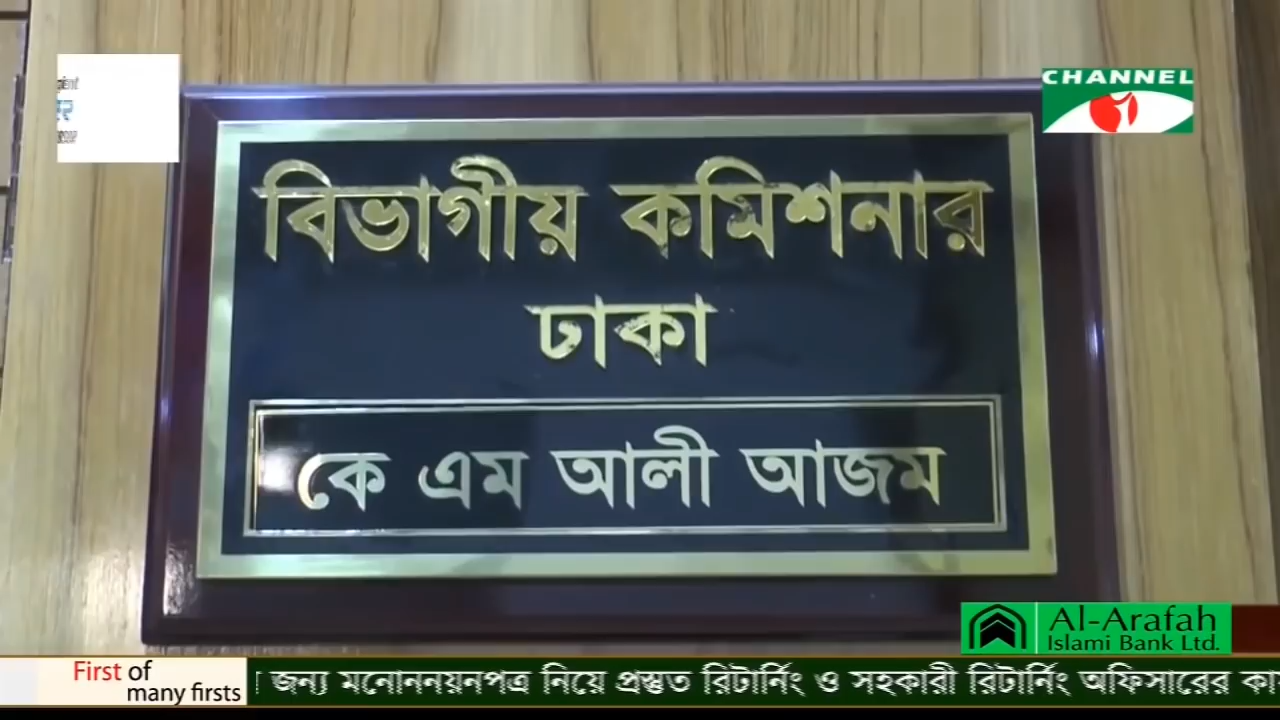 CHANNEL
বিভাগীয় কমিশনার
ঢাকা
কে এম আলী আজম
Al-Arafah
Islami Bank Ltd.
First of
many firsts
জন্য মনোননয়নপত্র নিয়ে প্রস্তুত রিটার্নিং ও সহকারী রিটার্নিং অফিসারের